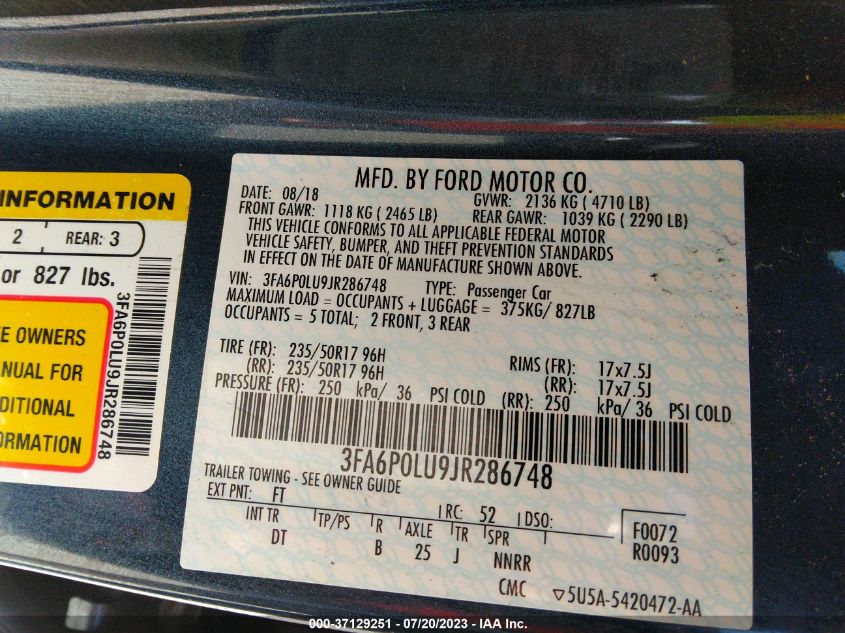 INFORMATION
2 REAR: 3
or 827 lbs.
OWNERS
MANUAL FOR
3FA6P0LU9JR286748
MFD. BY FORD MOTOR CO.
DATE: 08/18 GVWR: 2136 KG ( 4710 LB)
FRONT GAWR: 1118 KG ( 2465 LB) REAR GAWR: 1039 KG ( 2290 LB)
THIS VEHICLE CONFORMS TO ALL APPLICABLE FEDERAL MOTOR
VEHICLE SAFETY, BUMPER, AND THEFT PREVENTION STANDARDS
IN EFFECT ON THE DATE OF MANUFACTURE SHOWN ABOVE.
VIN: 3FA6P0LU9JR286748 TYPE: Passenger Car
MAXIMUM LOAD = OCCUPANTS + LUGGAGE = 375KG/ 827LB
OCCUPANTS = 5 TOTAL; 2 FRONT, 3 REAR
TIRE (FR): 235/50R17 96H RIMS (FR): 17x7.5J
(RR): 235/50R17 96H (RR): 17x7.5J
PRESSURE (FR): 250 kPa/ 36 PSI COLD (RR): 250 kPa/ 36 PSI COLD
3FA6P0LU9JR286748
TRAILER TOWING - SEE OWNER GUIDE
EXT PNT: FT RC: 52 DSO:
INT TR TP/PS R AXLE TR SPR
DT B 25 J NNRR
F0072
R0093
CMC ▽5U5A-5420472-AA
000-37129251 - 07/20/2023 - IAA Inc.